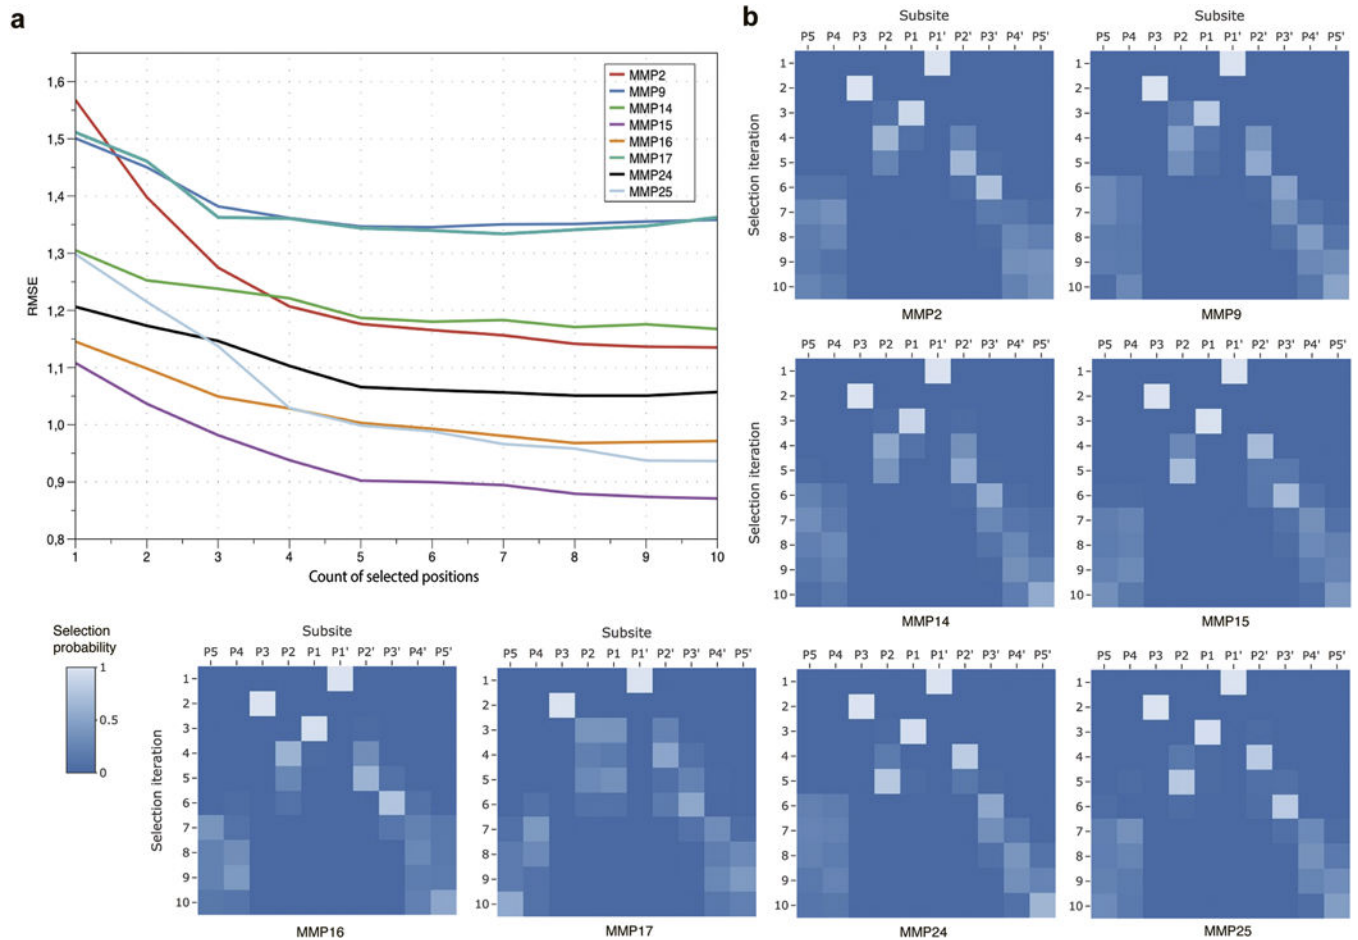 a
1,6
1,5
1,4
1,3
1,2
1,1
1,0
0,9
0,8
RMSE
1 2 3 4 5 6 7 8 9 10
Count of selected positions
MMP2
MMP9
MMP14
MMP15
MMP16
MMP17
MMP24
MMP25
b
Subsite
P5 P4 P3 P2 P1 P1' P2' P3' P4' P5'
Selection iteration
1
2
3
4
5
6
7
8
9
10
MMP2
Subsite
P5 P4 P3 P2 P1 P1' P2' P3' P4' P5'
1
2
3
4
5
6
7
8
9
10
MMP9
P5 P4 P3 P2 P1 P1' P2' P3' P4' P5'
Selection iteration
1
2
3
4
5
6
7
8
9
10
MMP14
P5 P4 P3 P2 P1 P1' P2' P3' P4' P5'
1
2
3
4
5
6
7
8
9
10
MMP15
Selection
probability
1
0.5
0
Subsite
P5 P4 P3 P2 P1 P1' P2' P3' P4' P5'
Selection iteration
1
2
3
4
5
6
7
8
9
10
MMP16
Subsite
P5 P4 P3 P2 P1 P1' P2' P3' P4' P5'
1
2
3
4
5
6
7
8
9
10
MMP17
P5 P4 P3 P2 P1 P1' P2' P3' P4' P5'
1
2
3
4
5
6
7
8
9
10
MMP24
P5 P4 P3 P2 P1 P1' P2' P3' P4' P5'
1
2
3
4
5
6
7
8
9
10
MMP25